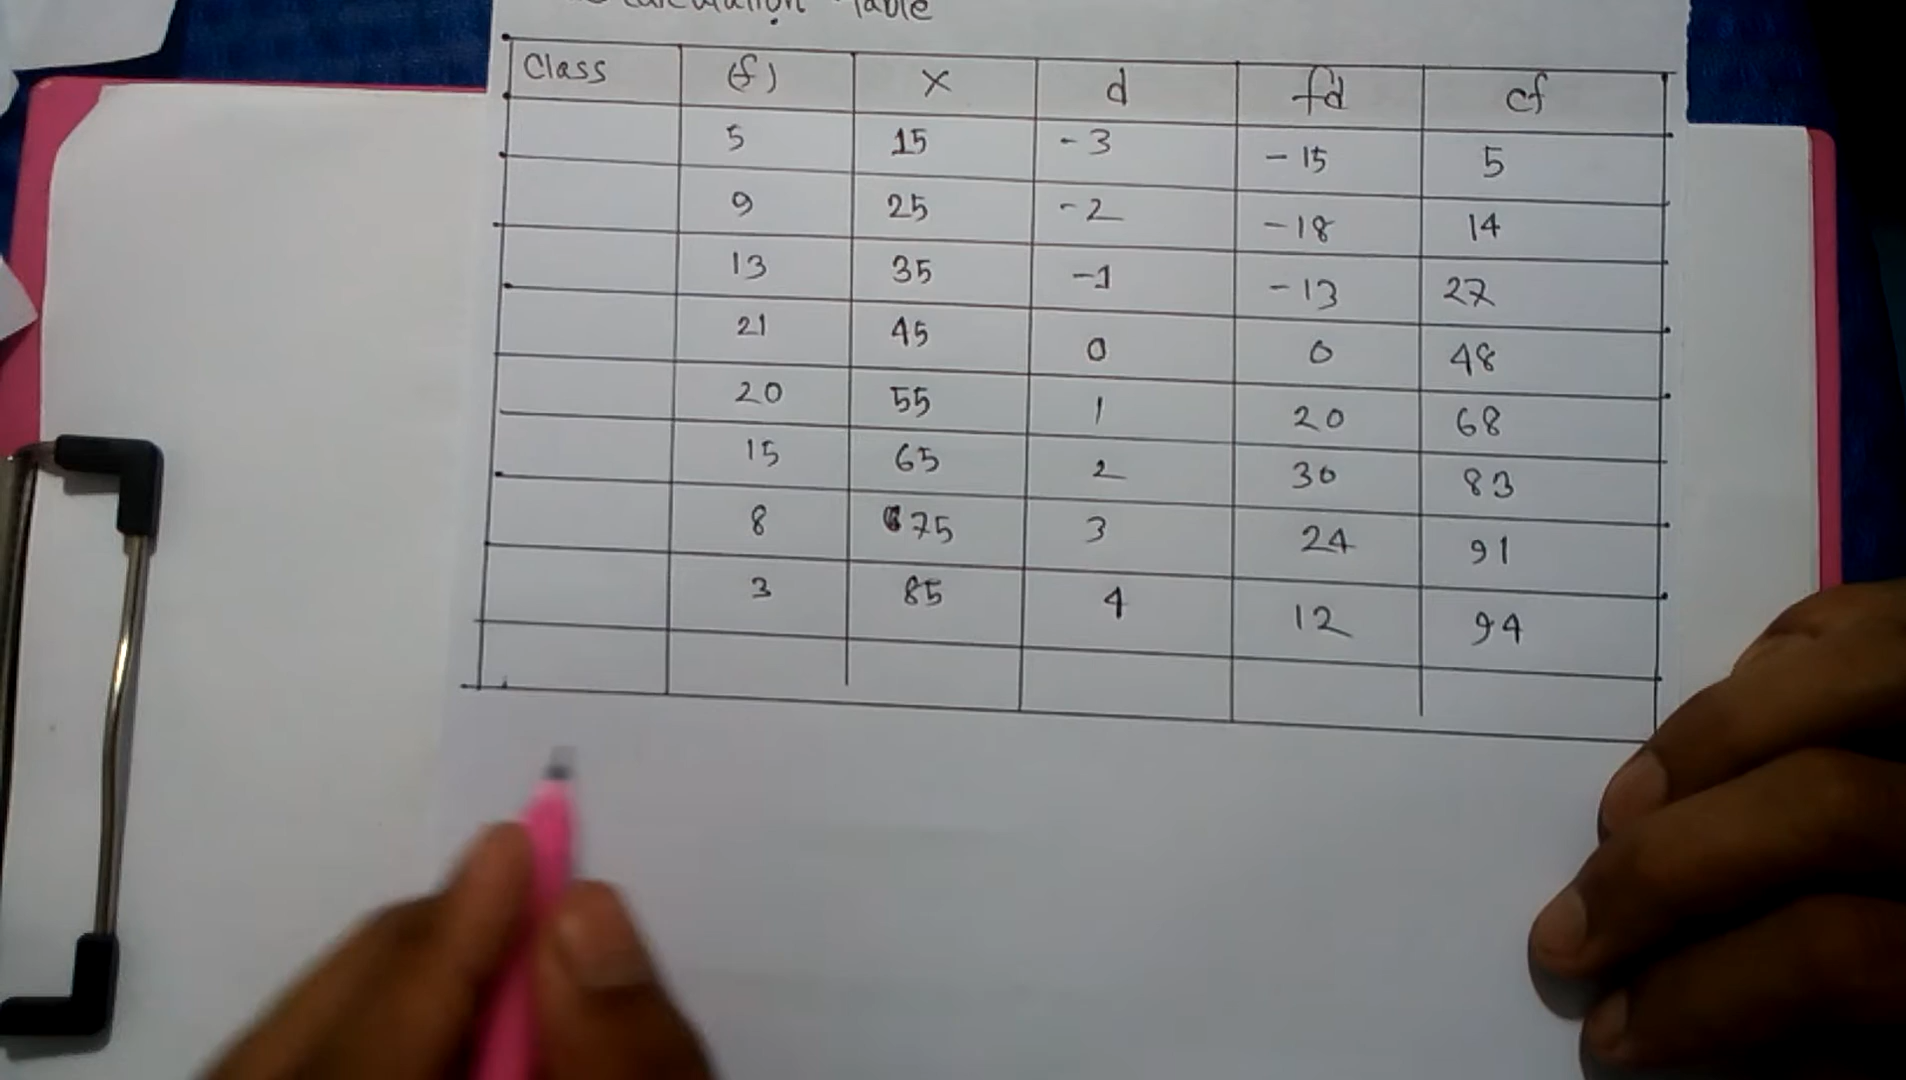 Calculation Table
Class (f) x d fd cf
5 15 -3 -15 5
9 25 -2 -18 14
13 35 -1 -13 27
21 45 0 0 48
20 55 1 20 68
15 65 2 30 83
8 75 3 24 91
3 85 4 12 94